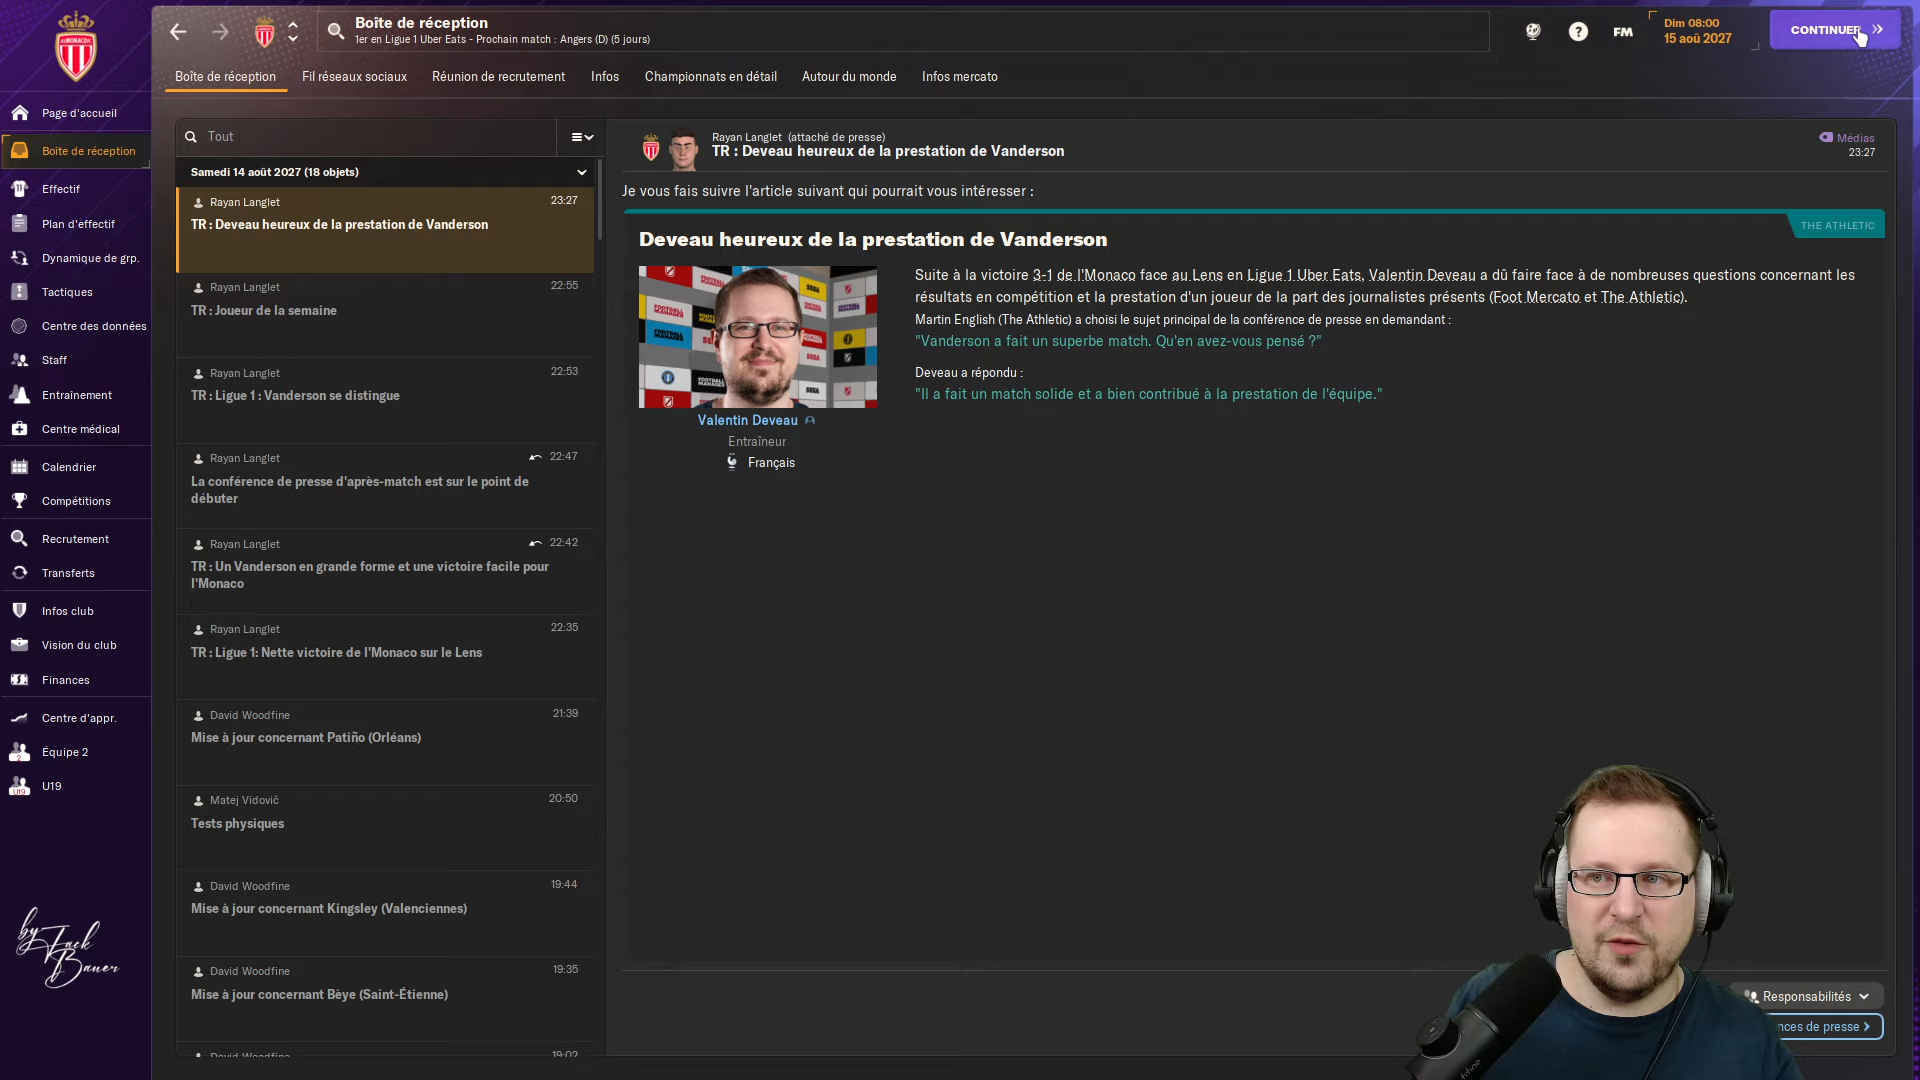 Boîte de réception
1er en Ligue 1 Uber Eats - Prochain match : Angers (D) (5 jours)
FM
Dim 08:00
15 aoû 2027
CONTINUER
Boîte de réception
Fil réseaux sociaux
Réunion de recrutement
Infos
Championnats en détail
Autour du monde
Infos mercato
Page d'accueil
Boîte de réception
Effectif
Plan d'effectif
Dynamique de grp.
Tactiques
Centre des données
Staff
Entraînement
Centre médical
Calendrier
Compétitions
Recrutement
Transferts
Infos club
Vision du club
Finances
Centre d'appr.
Équipe 2
U19
by Jack
Bauer
Tout
Samedi 14 août 2027 (18 objets)
Rayan Langlet 23:27
TR : Deveau heureux de la prestation de Vanderson
Rayan Langlet 22:55
TR : Joueur de la semaine
Rayan Langlet 22:53
TR : Ligue 1 : Vanderson se distingue
Rayan Langlet 22:47
La conférence de presse d'après-match est sur le point de
débuter
Rayan Langlet 22:42
TR : Un Vanderson en grande forme et une victoire facile pour
l'Monaco
Rayan Langlet 22:35
TR : Ligue 1: Nette victoire de l'Monaco sur le Lens
David Woodfine 21:39
Mise à jour concernant Patiño (Orléans)
Matej Vidovič 20:50
Tests physiques
David Woodfine 19:44
Mise à jour concernant Kingsley (Valenciennes)
David Woodfine 19:35
Mise à jour concernant Bèye (Saint-Étienne)
David Woodfine 19:02
Rayan Langlet (attaché de presse)
TR : Deveau heureux de la prestation de Vanderson
Médias
23:27
Je vous fais suivre l'article suivant qui pourrait vous intéresser :
THE ATHLETIC
Deveau heureux de la prestation de Vanderson
Suite à la victoire 3-1 de l'Monaco face au Lens en Ligue 1 Uber Eats, Valentin Deveau a dû faire face à de nombreuses questions concernant les
résultats en compétition et la prestation d'un joueur de la part des journalistes présents (Foot Mercato et The Athletic).
Martin English (The Athletic) a choisi le sujet principal de la conférence de presse en demandant :
"Vanderson a fait un superbe match. Qu'en avez-vous pensé ?"
Deveau a répondu :
"Il a fait un match solide et a bien contribué à la prestation de l'équipe."
Valentin Deveau
Entraîneur
Français
Responsabilités
nces de presse